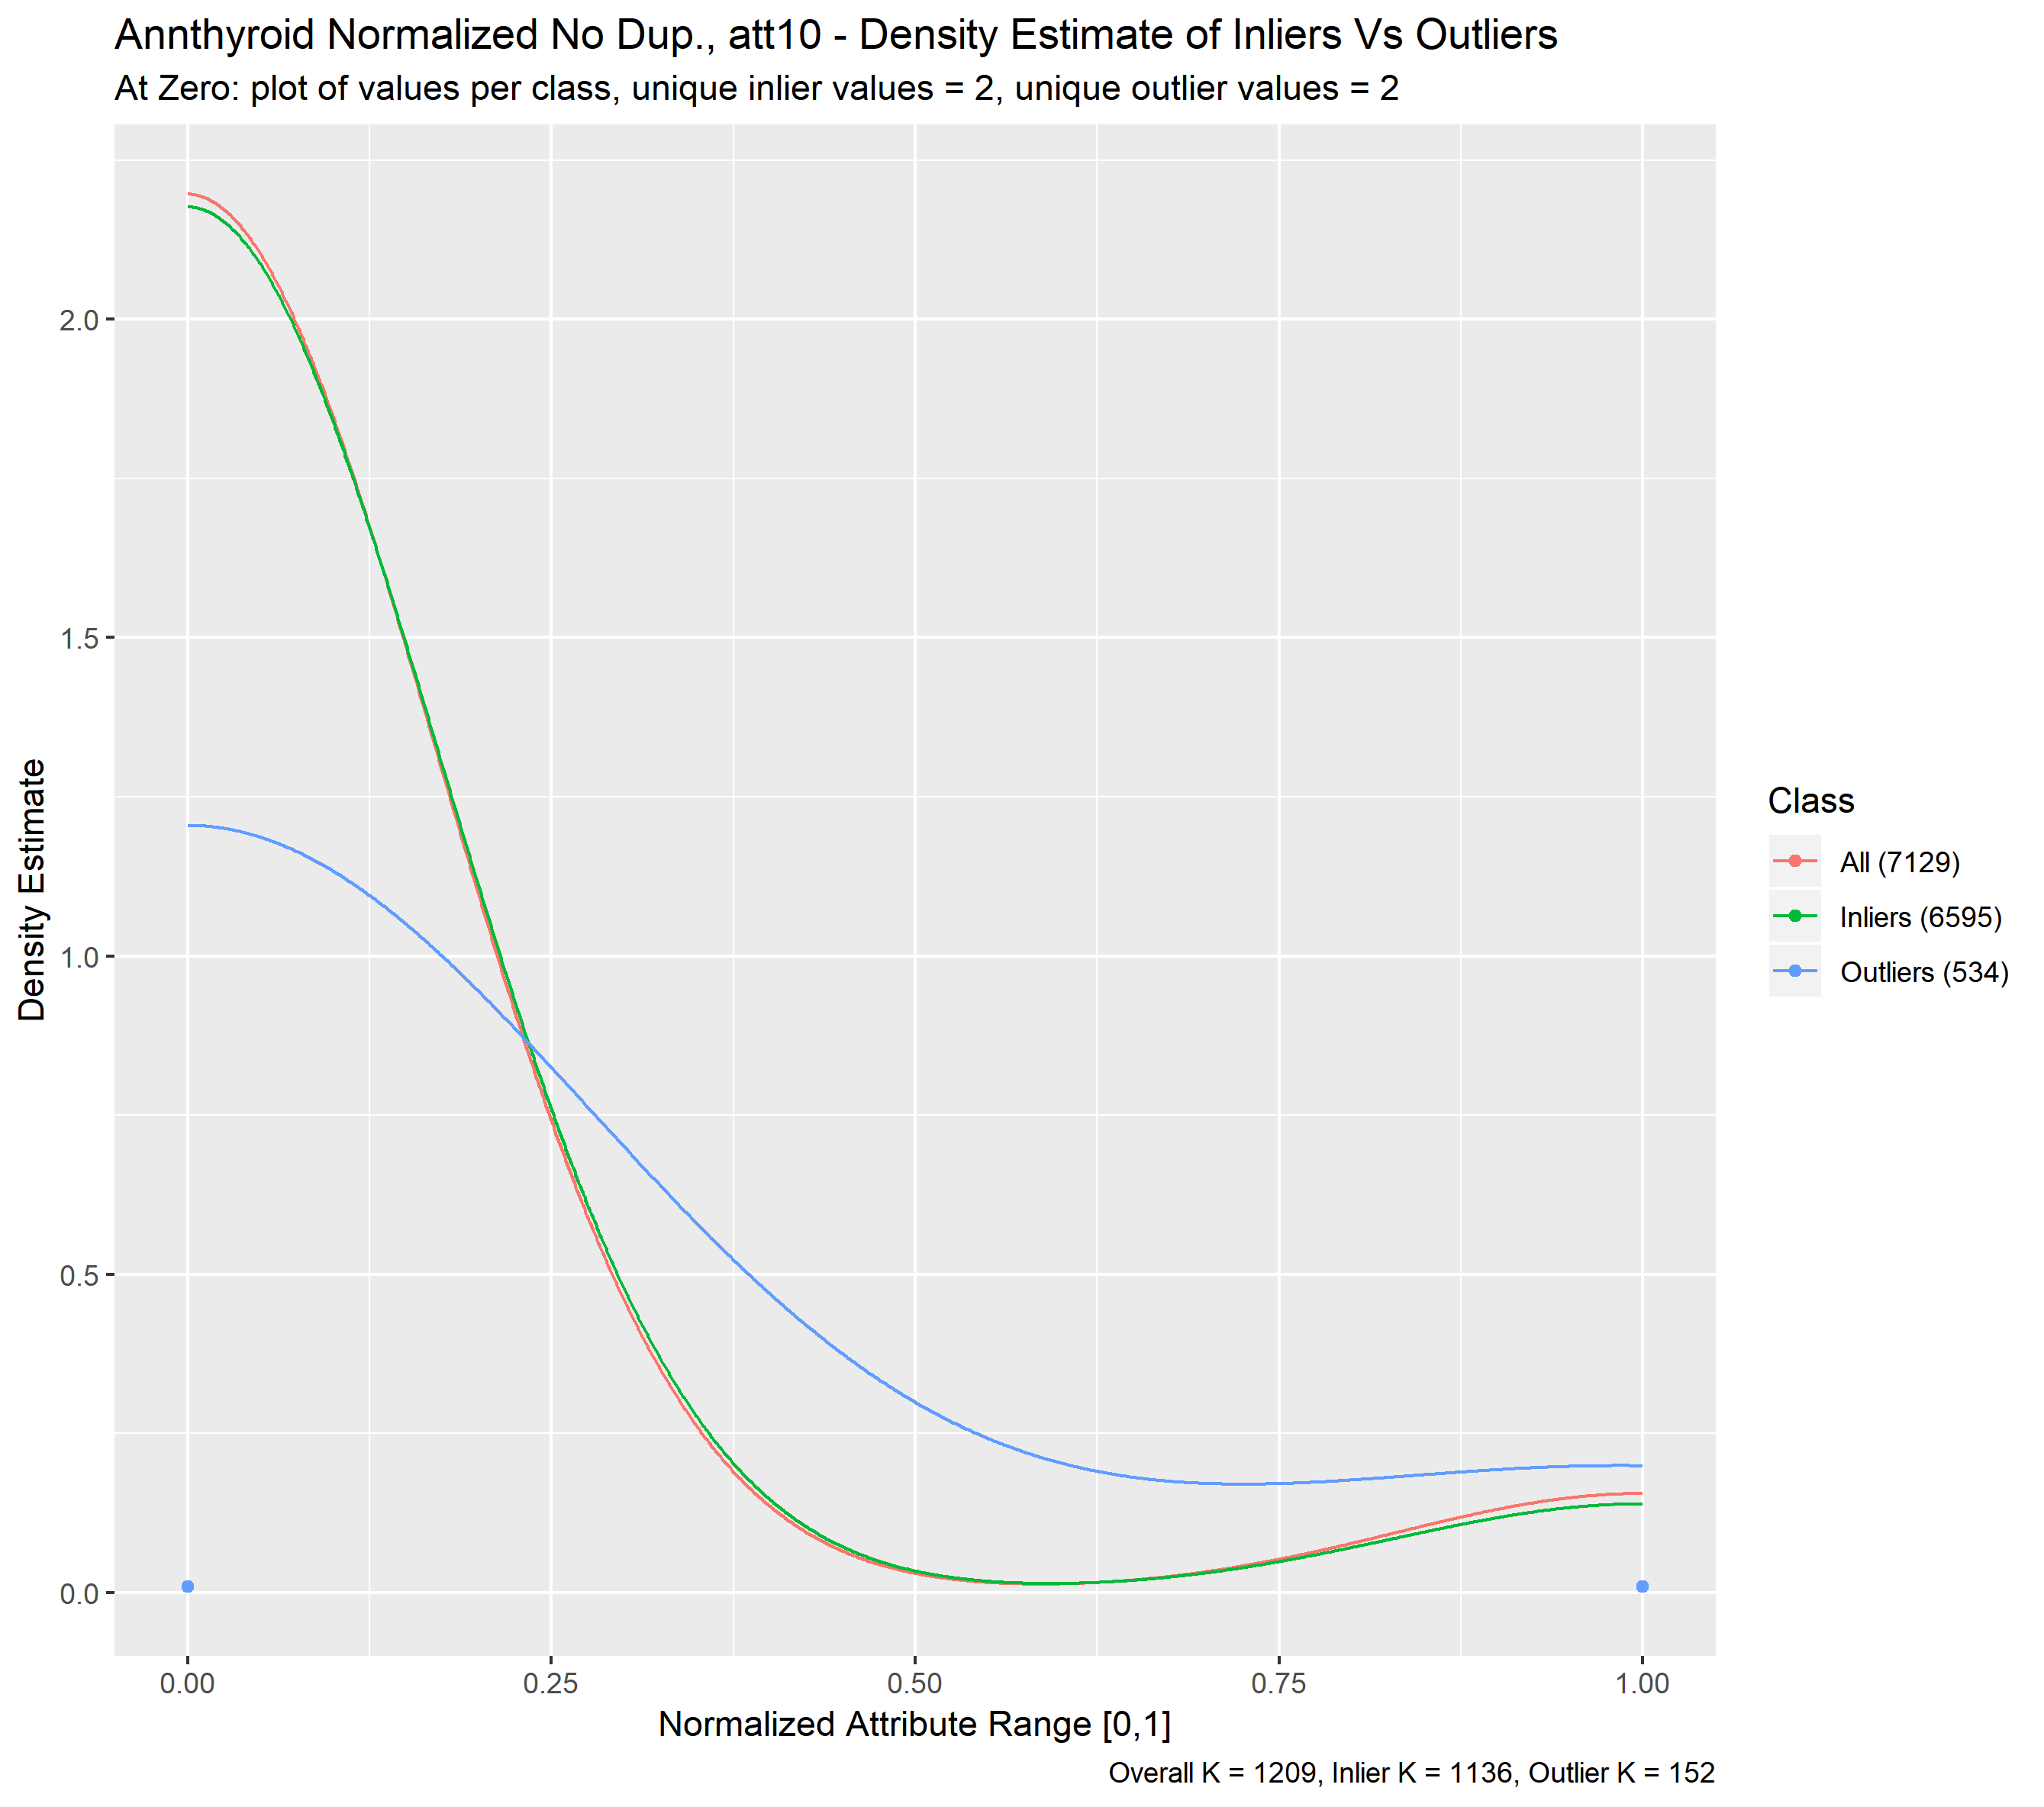 Annthyroid Normalized No Dup., att10 - Density Estimate of Inliers Vs Outliers
At Zero: plot of values per class, unique inlier values = 2, unique outlier values = 2
Density Estimate
2.0
1.5
1.0
0.5
0.0
0.00
0.25
0.50
0.75
1.00
Normalized Attribute Range [0,1]
Overall K = 1209, Inlier K = 1136, Outlier K = 152
Class
All (7129)
Inliers (6595)
Outliers (534)